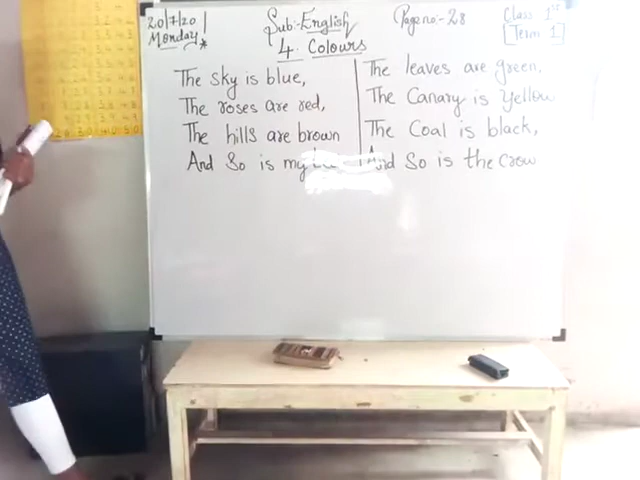 20/7/20
Monday
Sub:- English
Page no:- 28
Class 1st
[Term 1]
4. Colours
The sky is blue,
The roses are red,
The hills are brown
And So is my
The leaves are green,
The Canary is Yellow
The Coal is black,
And So is the Crow